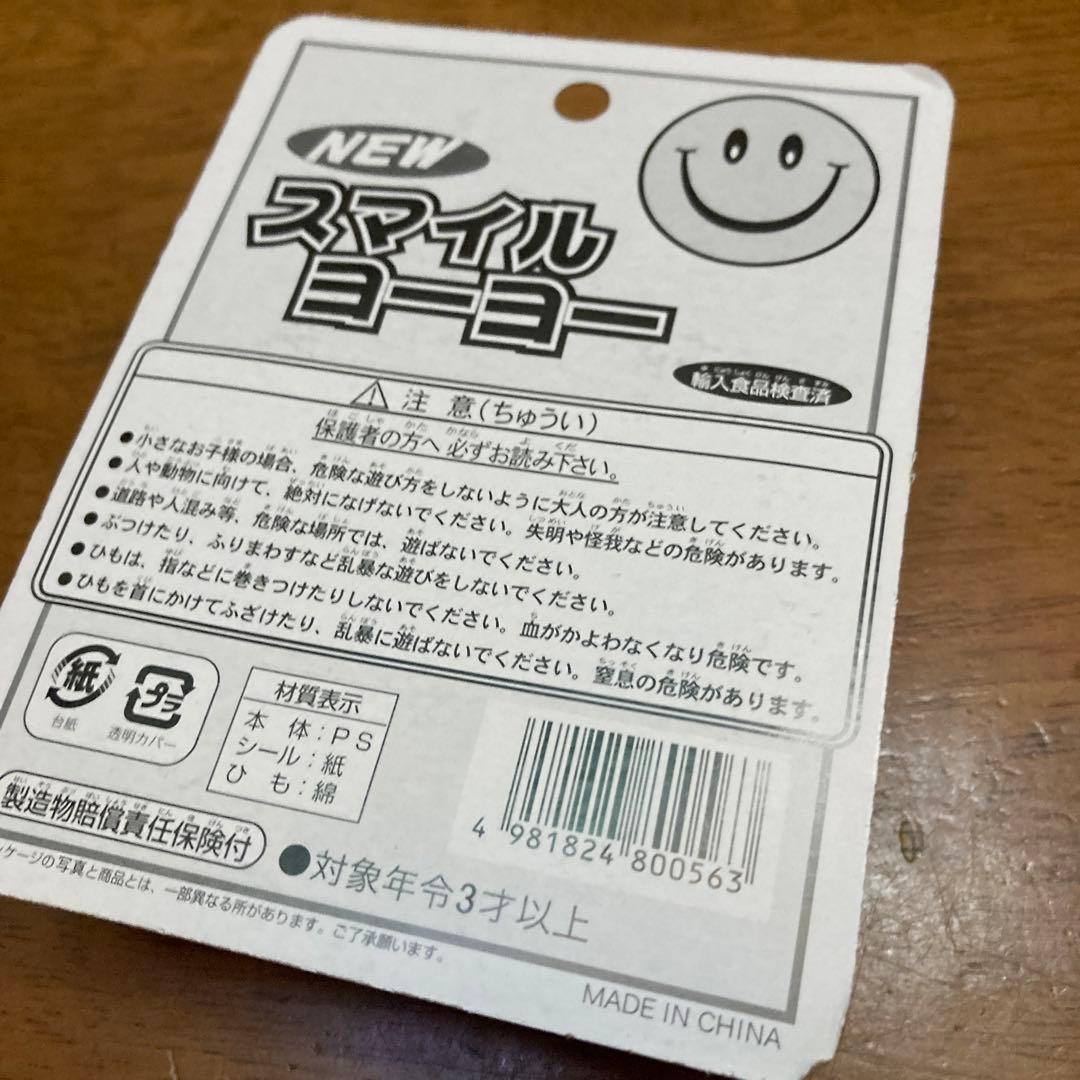 NEW
スマイル
ヨーヨー
輸入食品検査済
⚠ 注 意(ちゅうい)
保護者の方へ必ずお読み下さい。
●小さなお子様の場合、危険な遊び方をしないように大人の方が注意してください。
●人や動物に向けて、絶対になげないでください。失明や怪我などの危険があります。
●道路や人混み等、危険な場所では、遊ばないでください。
●ぶつけたり、ふりまわすなど乱暴な遊びをしないでください。
●ひもは、指などに巻きつけたりしないでください。血がかよわなくなり危険です。
●ひもを首にかけてふざけたり、乱暴に遊ばないでください。窒息の危険があります。
紙
台紙
プラ
透明カバー
材質表示
本 体:PS
シール:紙
ひ も:綿
4 981824 800563
製造物賠償責任保険付
●対象年令3才以上
ッケージの写真と商品とは、一部異なる所があります。ご了承願います。
MADE IN CHINA